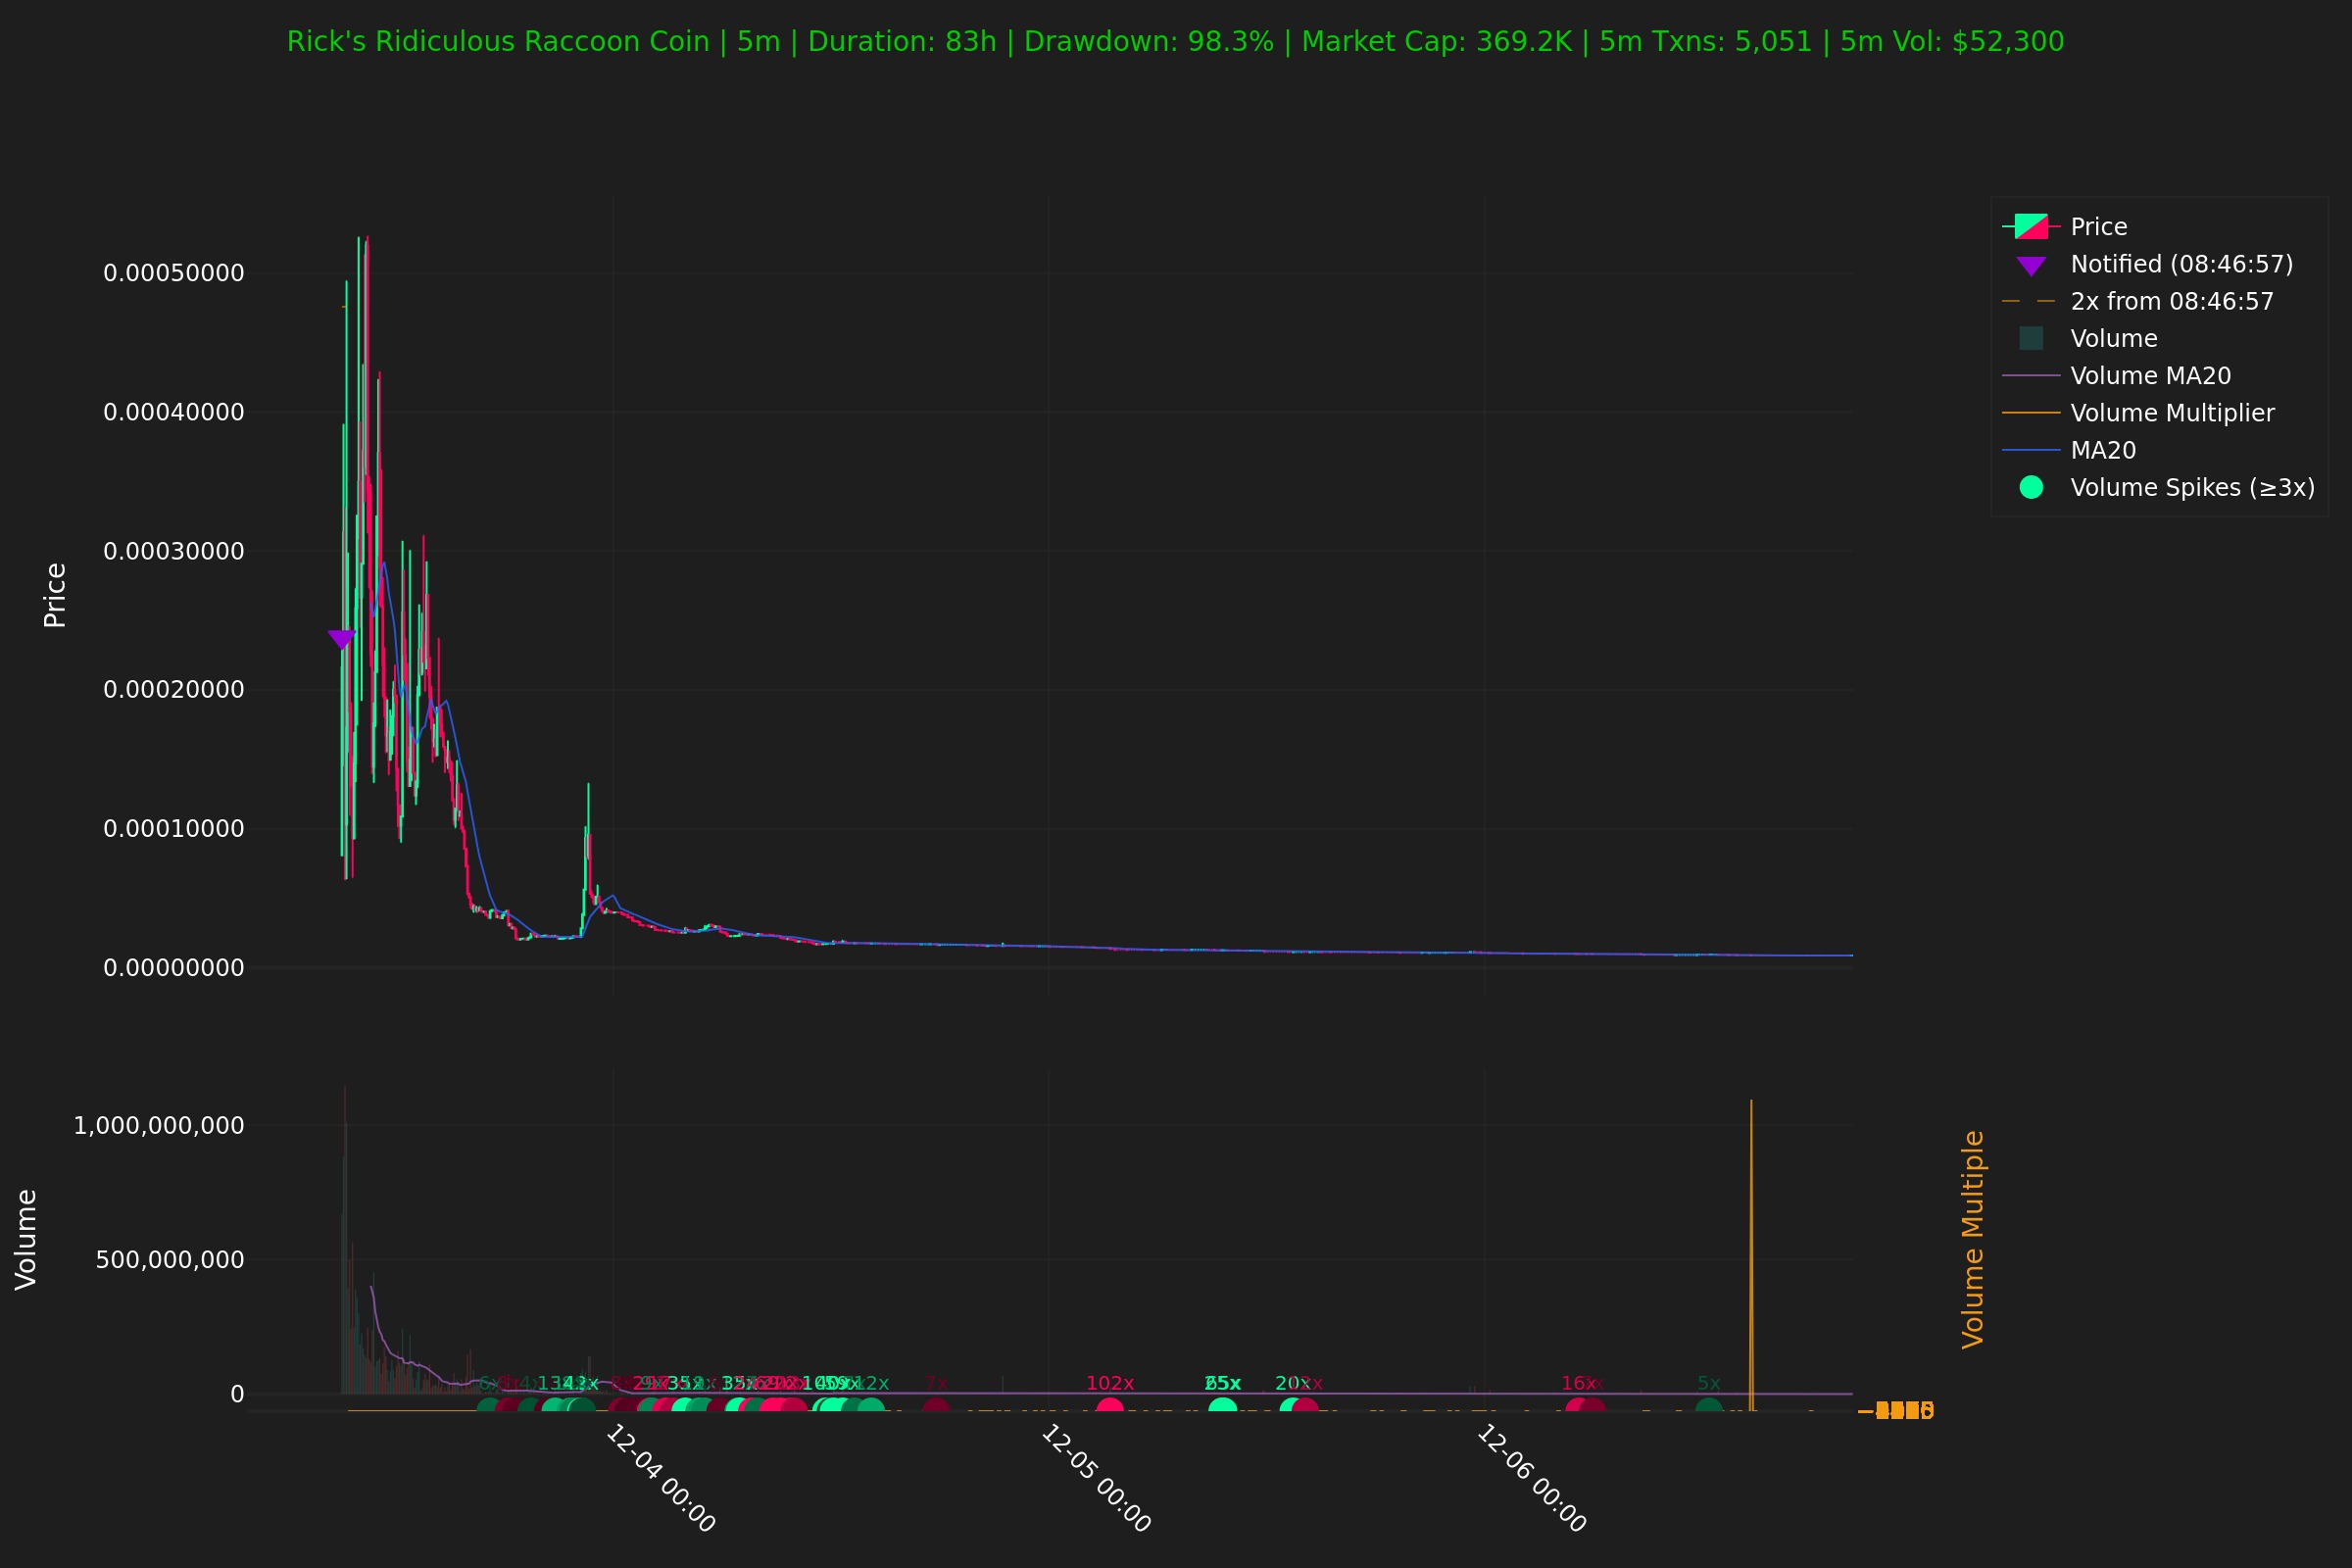 Rick's Ridiculous Raccoon Coin | 5m | Duration: 83h | Drawdown: 98.3% | Market Cap: 369.2K | 5m Txns: 5,051 | 5m Vol: $52,300
Price
Notified (08:46:57)
2x from 08:46:57
Volume
Volume MA20
Volume Multiplier
MA20
Volume Spikes (≥3x)
Price
0.00050000
0.00040000
0.00030000
0.00020000
0.00010000
0.00000000
Volume
1,000,000,000
500,000,000
0
Volume Multiple
7x
102x
20x
16x
5x
12-04 00:00
12-05 00:00
12-06 00:00